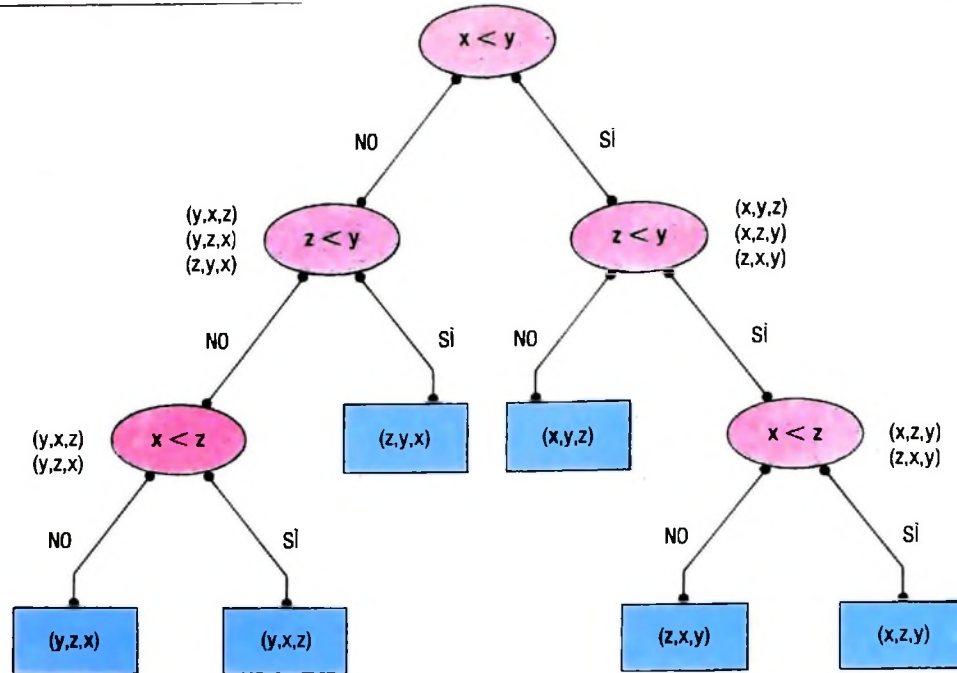 x < y
NO
SÌ
(y,x,z)
(y,z,x)
(z,y,x)
z < y
z < y
(x,y,z)
(x,z,y)
(z,x,y)
NO
SÌ
NO
SÌ
(y,x,z)
(y,z,x)
x < z
(z,y,x)
(x,y,z)
x < z
(x,z,y)
(z,x,y)
NO
SÌ
NO
SÌ
(y,z,x)
(y,x,z)
(z,x,y)
(x,z,y)